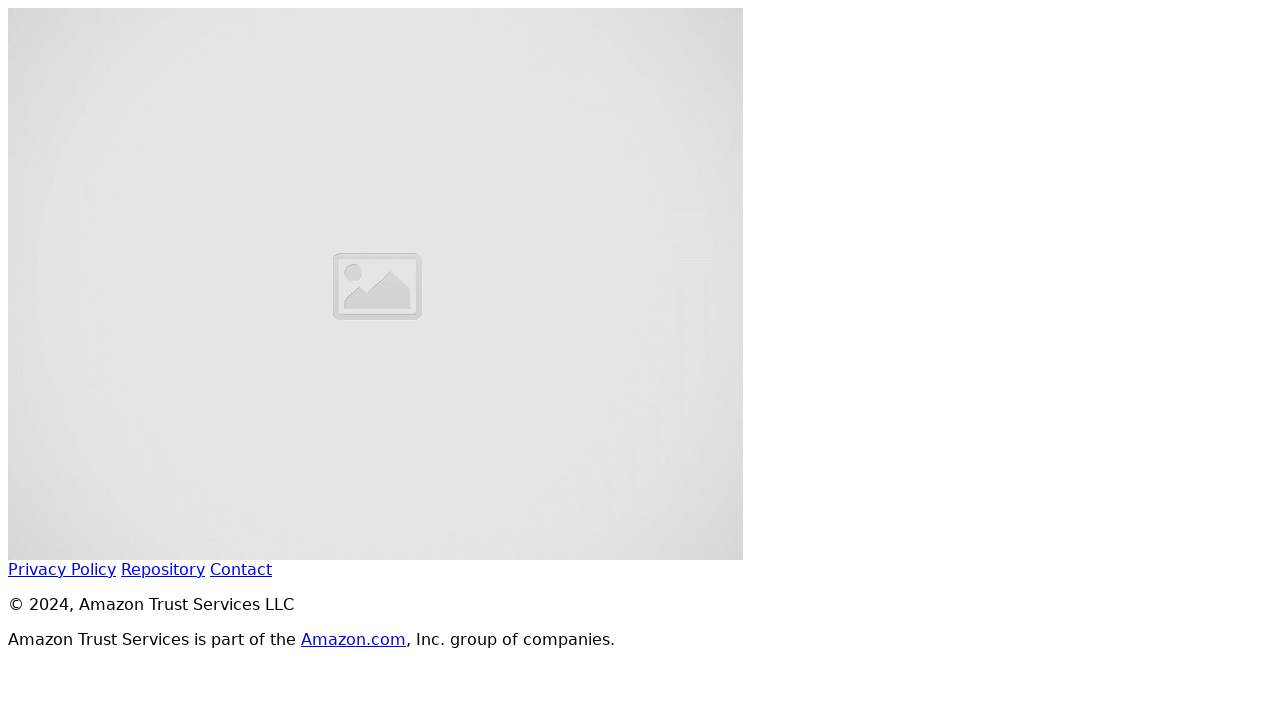 Privacy Policy Repository Contact
© 2024, Amazon Trust Services LLC
Amazon Trust Services is part of the Amazon.com, Inc. group of companies.